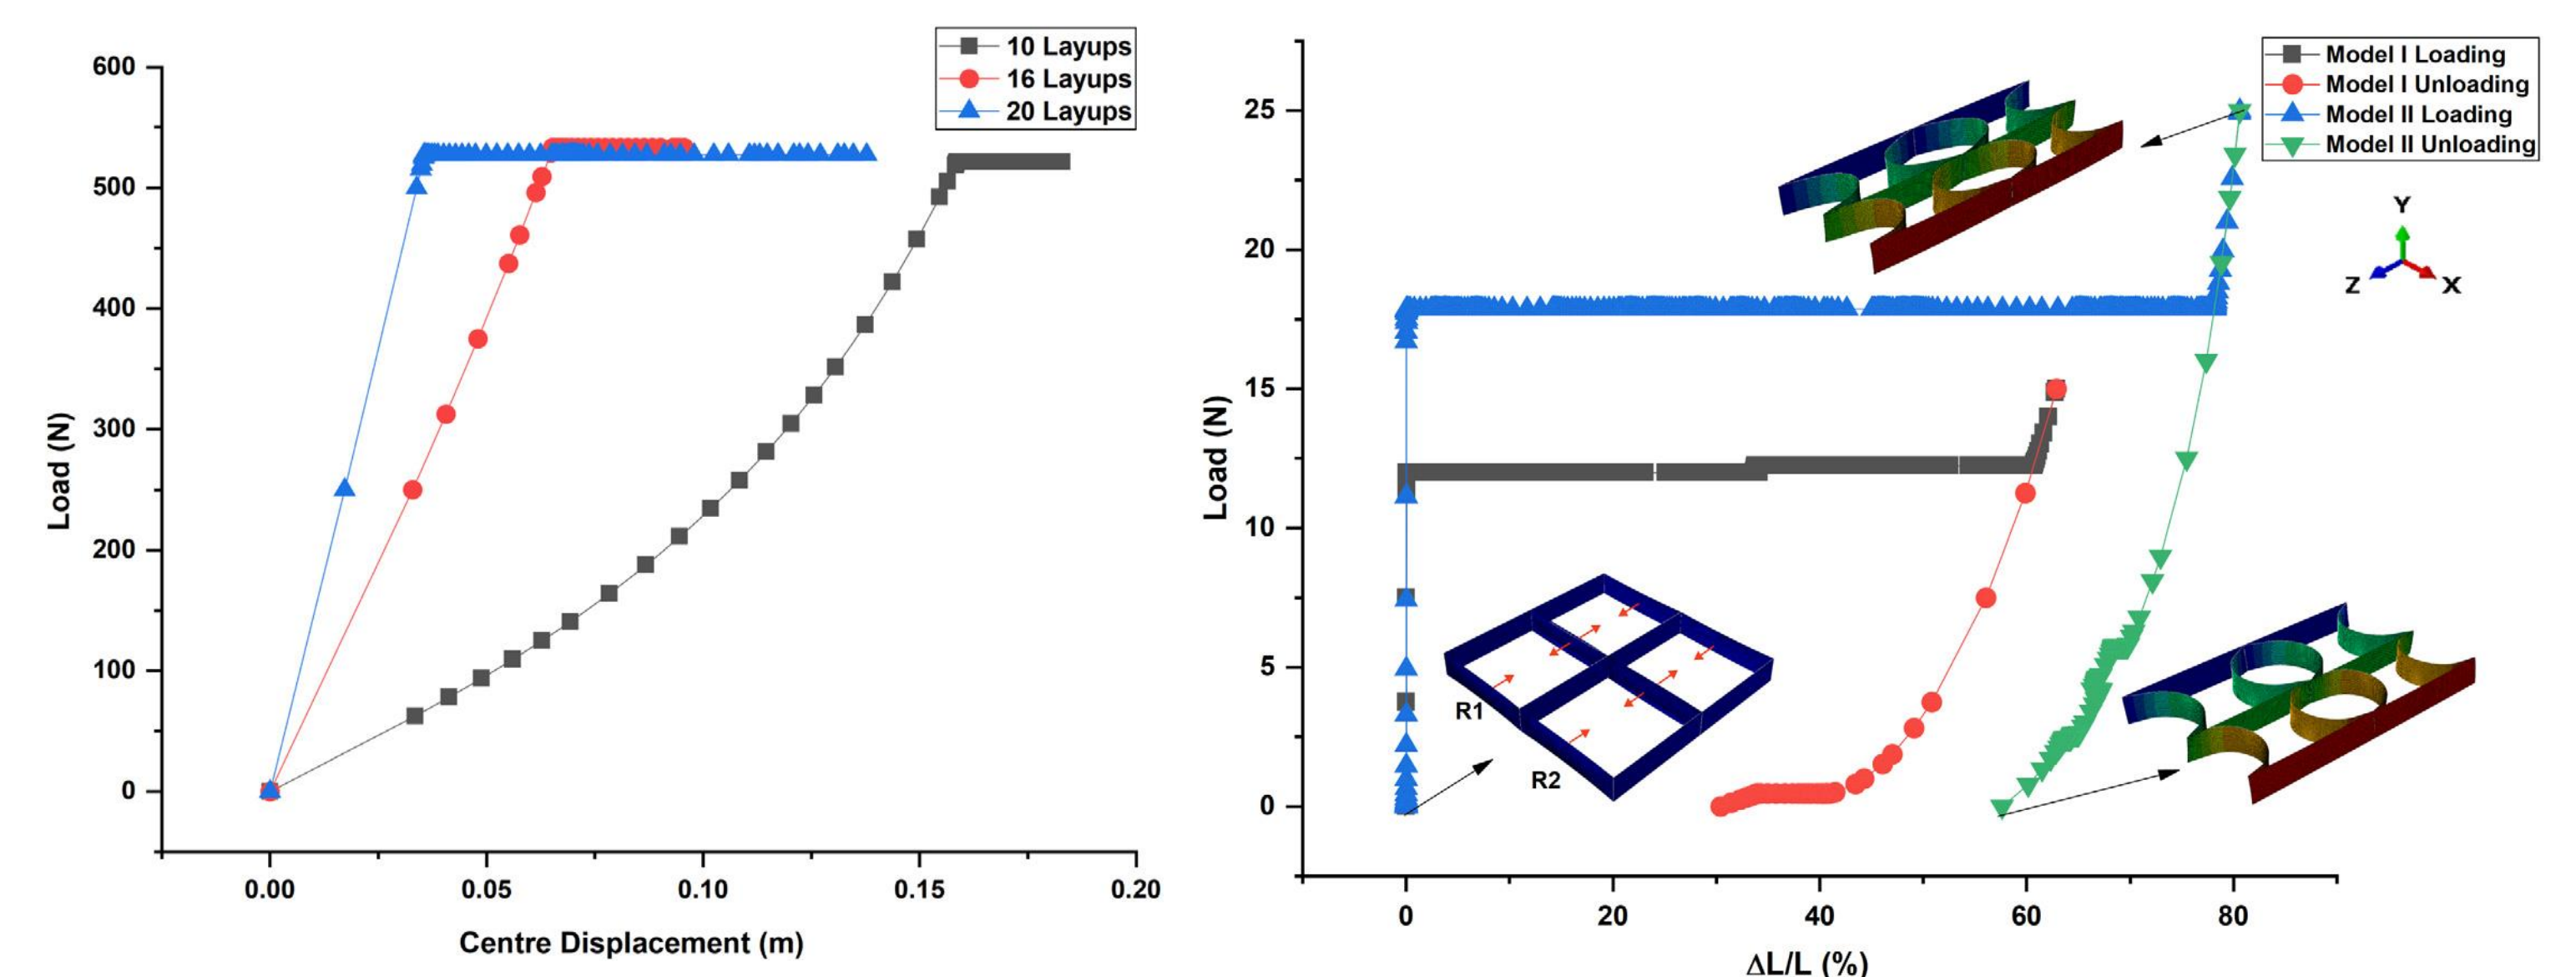 10 Layups
16 Layups
20 Layups
600
500
400
300
200
100
0
Load (N)
0.00 0.05 0.10 0.15 0.20
Centre Displacement (m)
Model I Loading
Model I Unloading
Model II Loading
Model II Unloading
25
20
15
10
5
0
Load (N)
Y
Z X
R1
R2
0 20 40 60 80
ΔL/L (%)